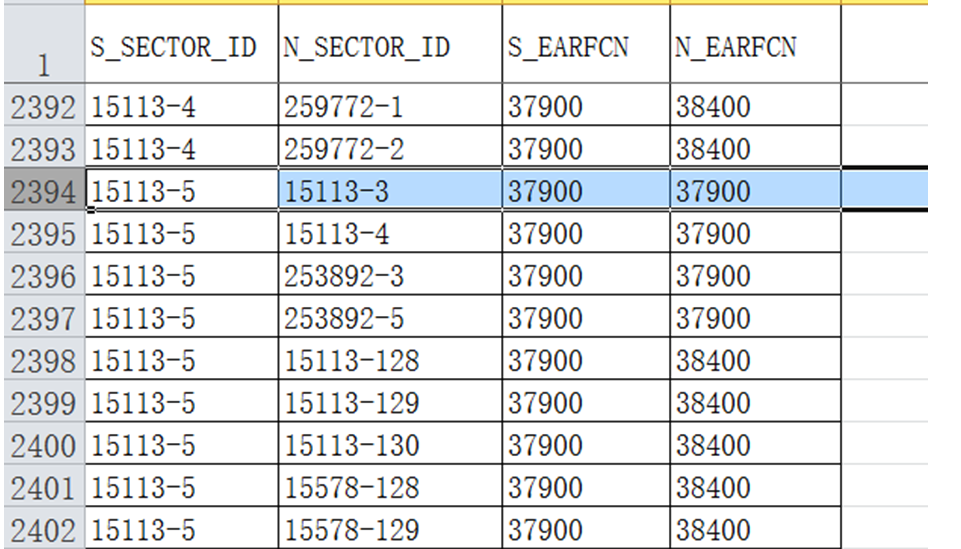 1 S_SECTOR_ID N_SECTOR_ID S_EARFCN N_EARFCN
2392 15113-4 259772-1 37900 38400
2393 15113-4 259772-2 37900 38400
2394 15113-5 15113-3 37900 37900
2395 15113-5 15113-4 37900 37900
2396 15113-5 253892-3 37900 37900
2397 15113-5 253892-5 37900 37900
2398 15113-5 15113-128 37900 38400
2399 15113-5 15113-129 37900 38400
2400 15113-5 15113-130 37900 38400
2401 15113-5 15578-128 37900 38400
2402 15113-5 15578-129 37900 38400